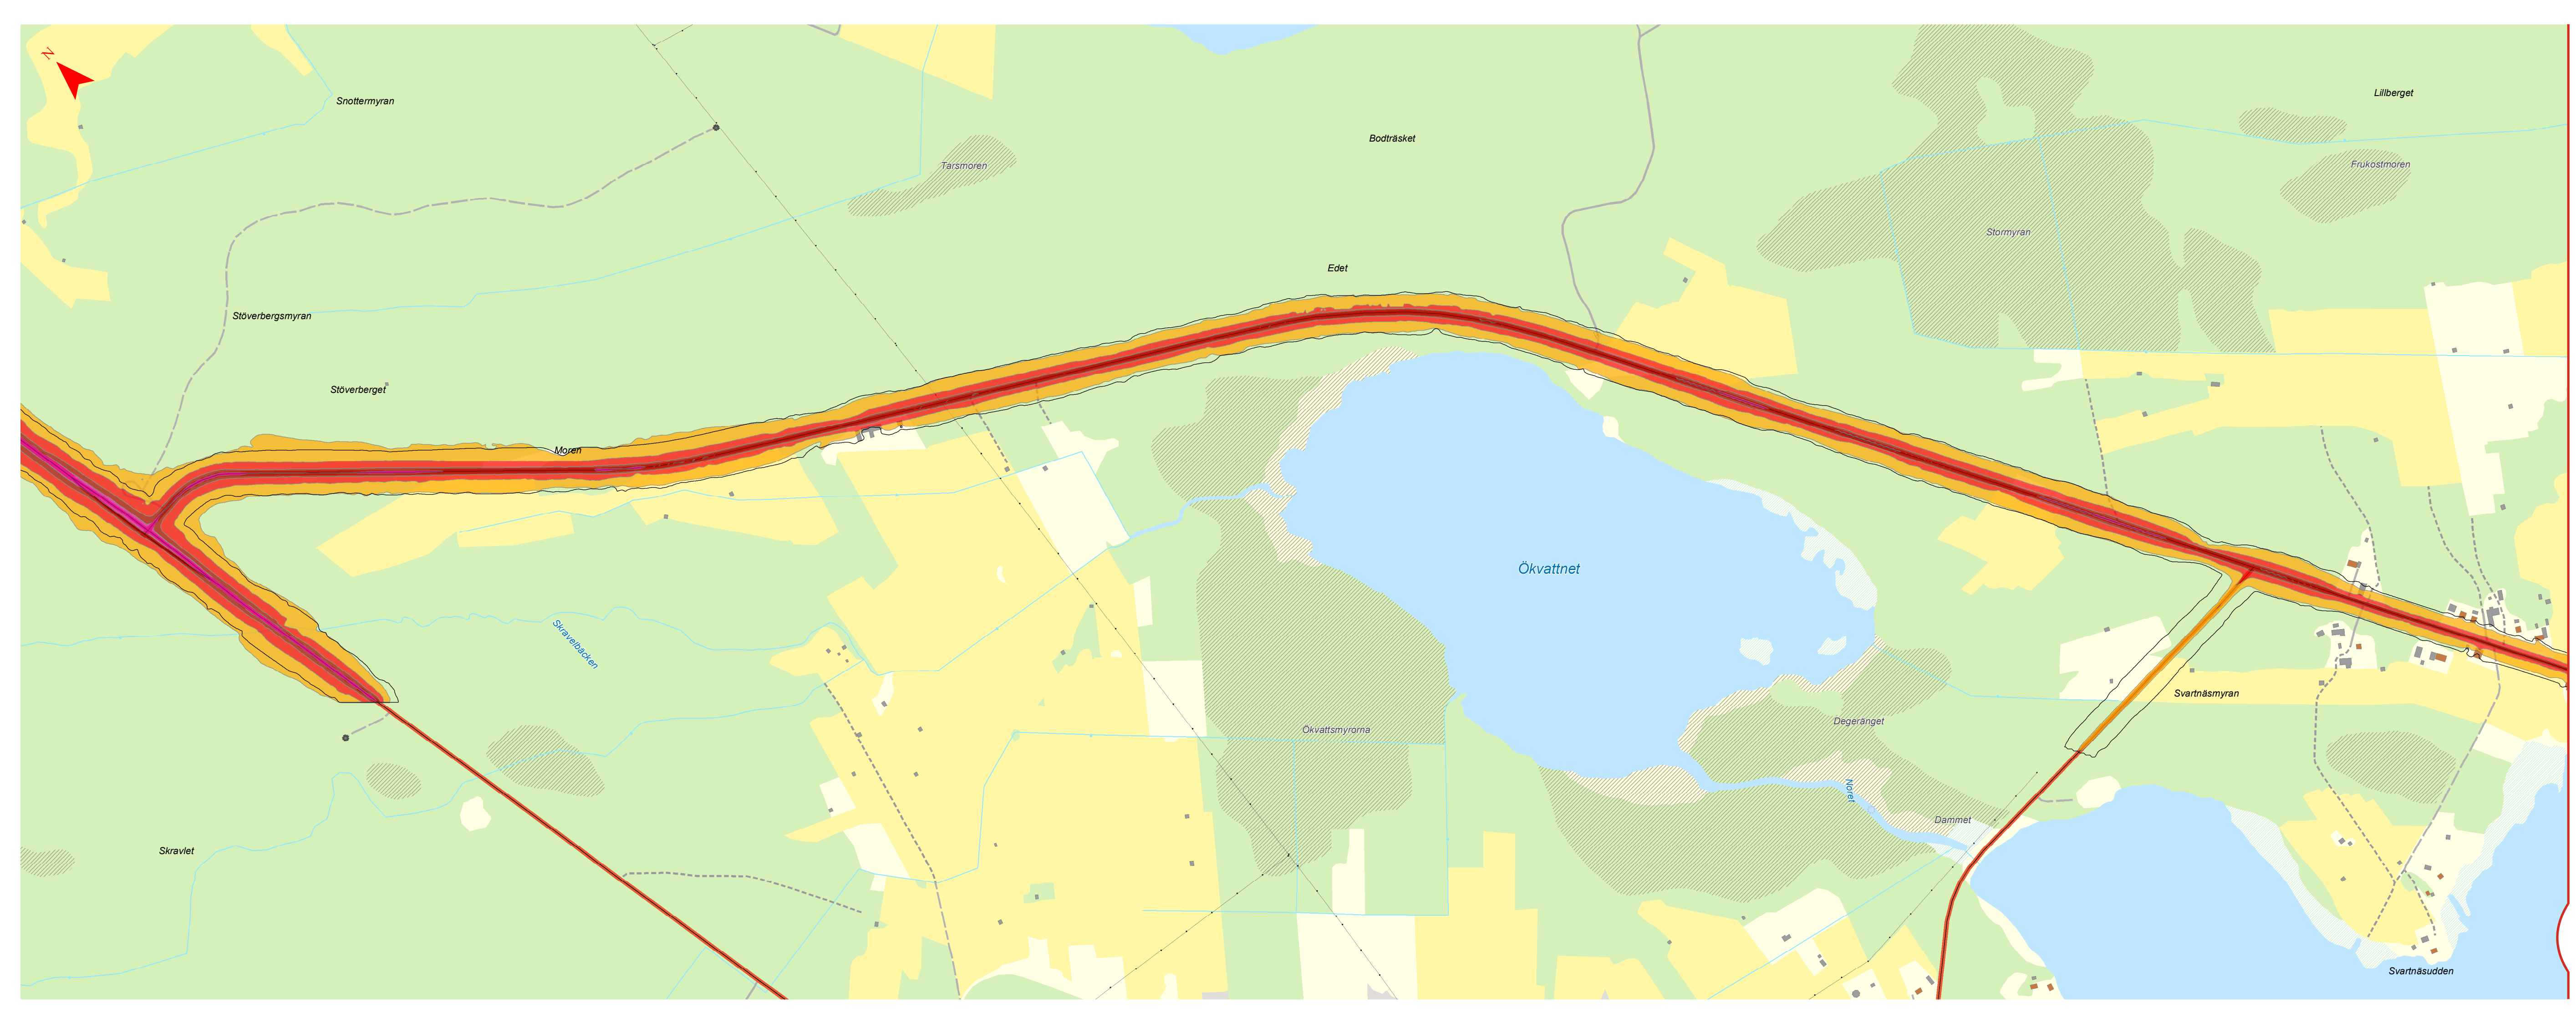 N
Snottermyran
Lillberget
Bodträsket
Tarsmoren
Frukostmoren
Stormyran
Edet
Stöverbergsmyran
Stöverberget
Moren
Ökvattnet
Skravelbäcken
Svartnäsmyran
Degeränget
Ökvattsmyrorna
Noret
Dammet
Skravlet
Svartnäsudden